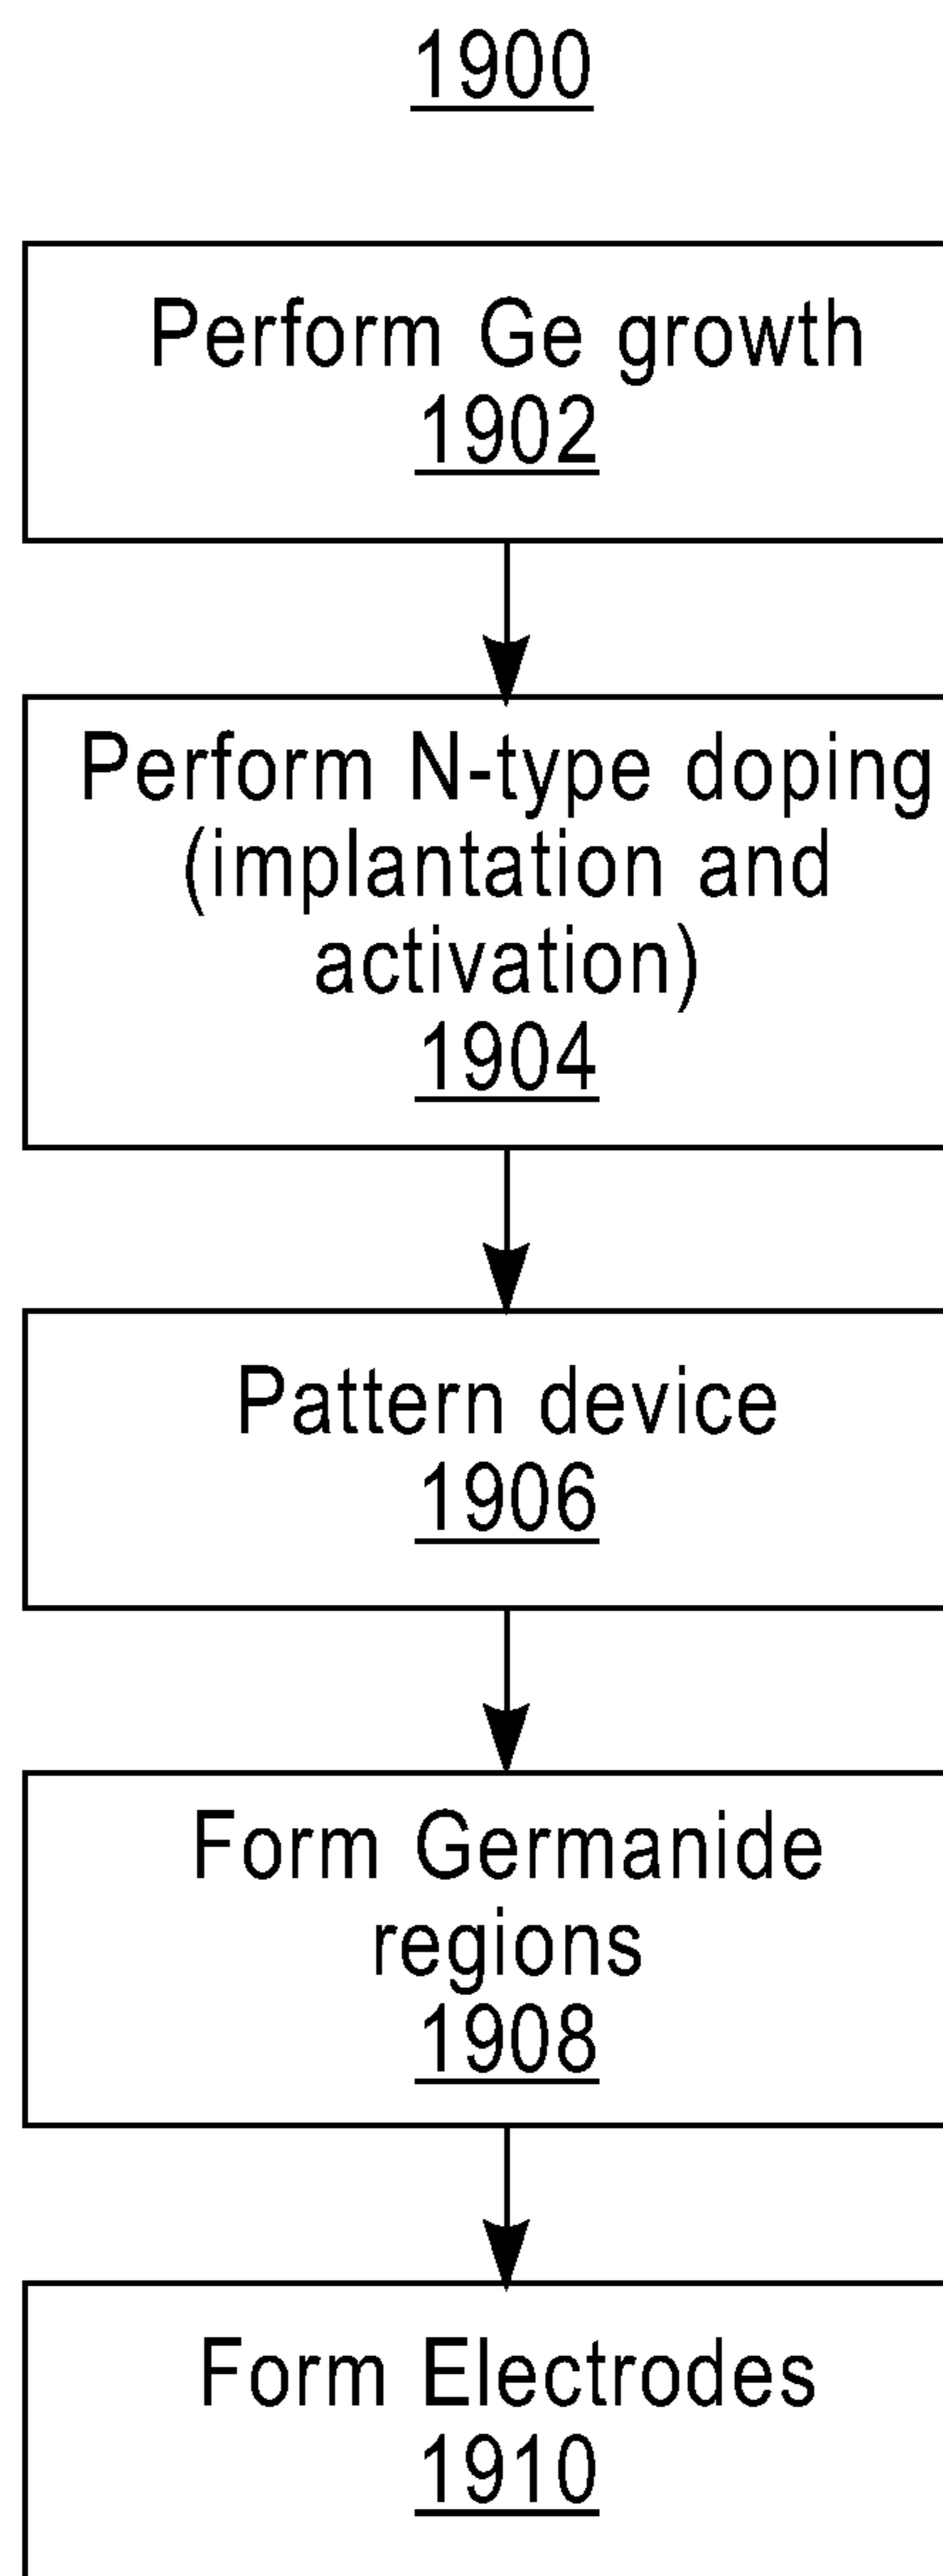 1900
Perform Ge growth
1902
Perform N-type doping
(implantation and
activation)
1904
Pattern device
1906
Form Germanide
regions
1908
Form Electrodes
1910